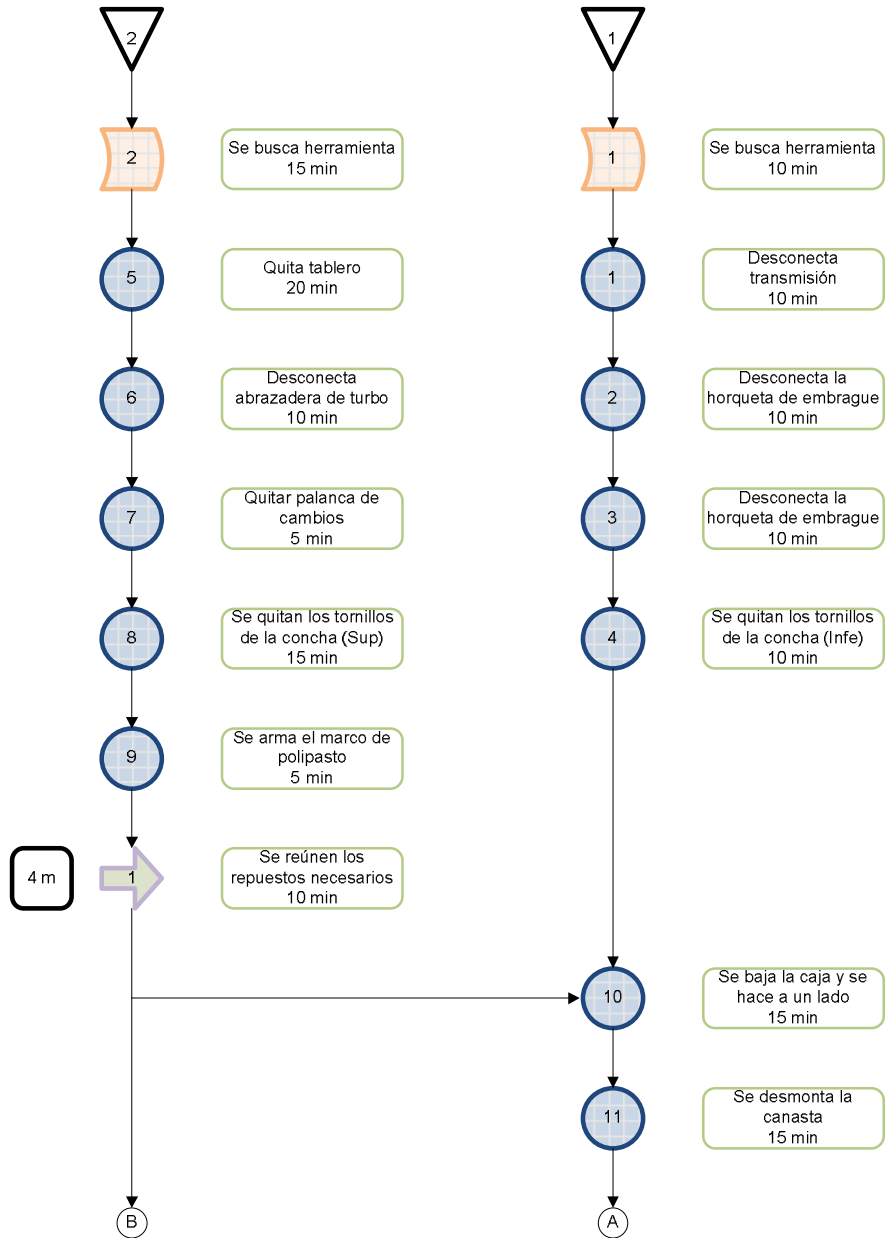 2
1
2
Se busca herramienta
15 min
1
Se busca herramienta
10 min
5
Quita tablero
20 min
1
Desconecta
transmisión
10 min
6
Desconecta
abrazadera de turbo
10 min
2
Desconecta la
horqueta de embrague
10 min
7
Quitar palanca de
cambios
5 min
3
Desconecta la
horqueta de embrague
10 min
8
Se quitan los tornillos
de la concha (Sup)
15 min
4
Se quitan los tornillos
de la concha (Infe)
10 min
9
Se arma el marco de
polipasto
5 min
4 m
1
Se reúnen los
repuestos necesarios
10 min
10
Se baja la caja y se
hace a un lado
15 min
11
Se desmonta la
canasta
15 min
B
A